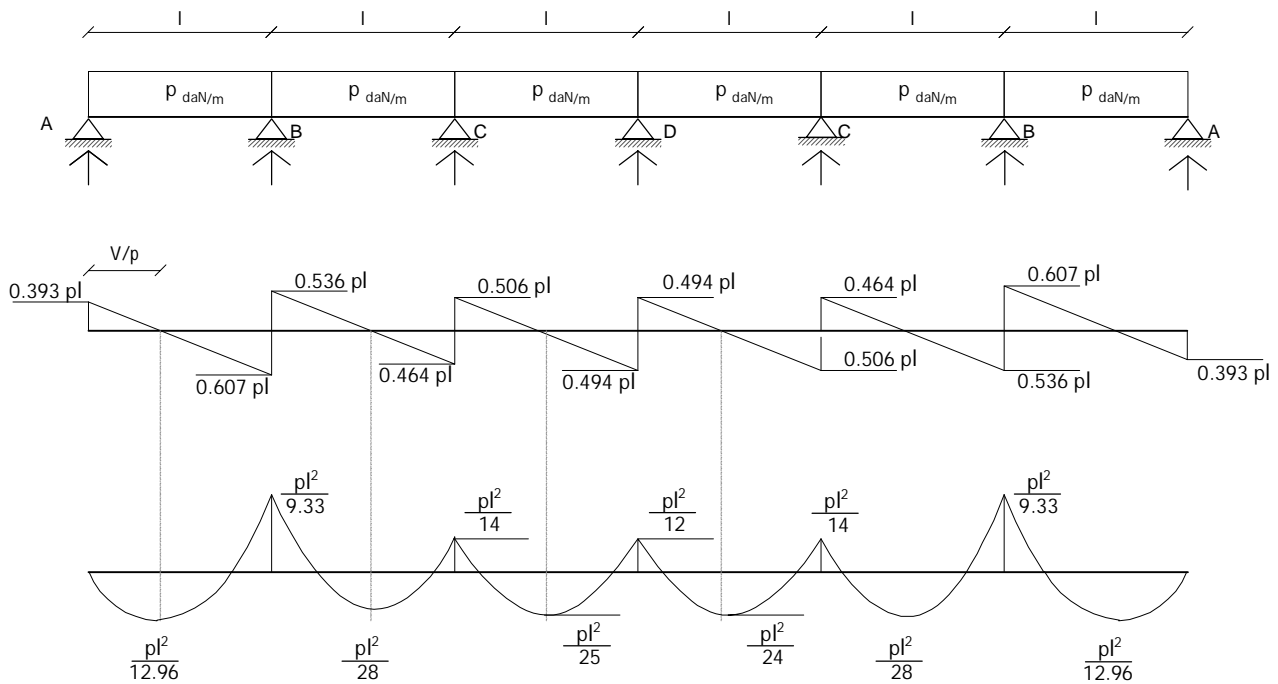 l l l l l l
p daN/m p daN/m p daN/m p daN/m p daN/m p daN/m
A B C D C B A
V/p
0.393 pl 0.536 pl 0.506 pl 0.494 pl 0.464 pl 0.607 pl
0.607 pl 0.464 pl 0.494 pl 0.506 pl 0.536 pl 0.393 pl
pl²/9.33 pl²/14 pl²/12 pl²/14 pl²/9.33
pl²/12.96 pl²/28 pl²/25 pl²/24 pl²/28 pl²/12.96